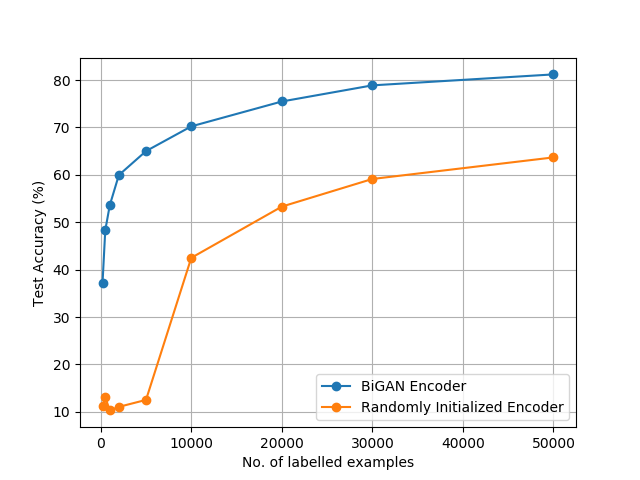 80
70
60
50
40
30
20
10
Test Accuracy (%)
BiGAN Encoder
Randomly Initialized Encoder
0 10000 20000 30000 40000 50000
No. of labelled examples